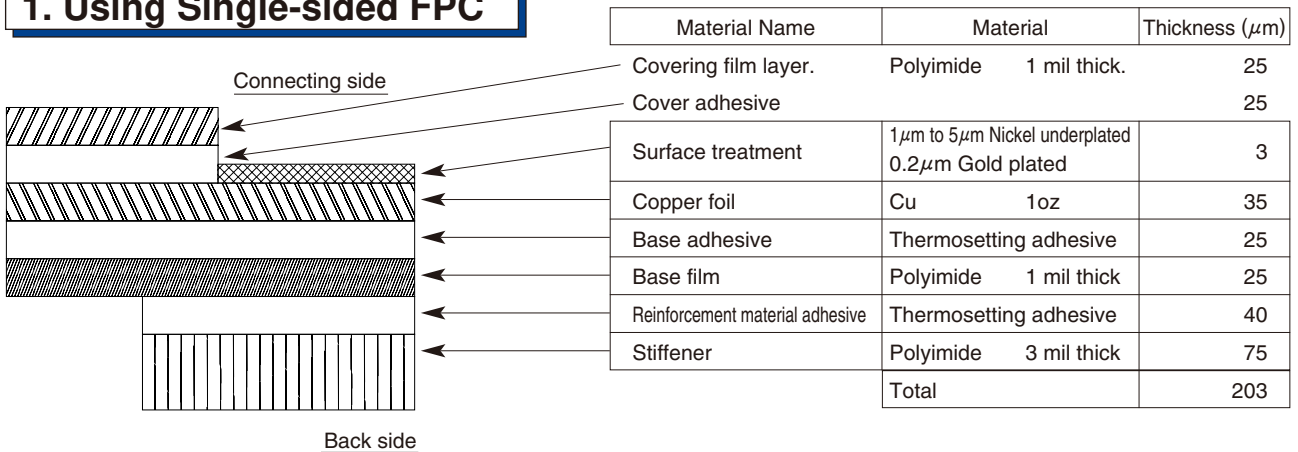 1. Using Single-sided FPC
Connecting side
Back side
Material Name Material Thickness (μm)
Covering film layer. Polyimide 1 mil thick. 25
Cover adhesive 25
Surface treatment 1μm to 5μm Nickel underplated 3
0.2μm Gold plated
Copper foil Cu 1oz 35
Base adhesive Thermosetting adhesive 25
Base film Polyimide 1 mil thick 25
Reinforcement material adhesive Thermosetting adhesive 40
Stiffener Polyimide 3 mil thick 75
Total 203